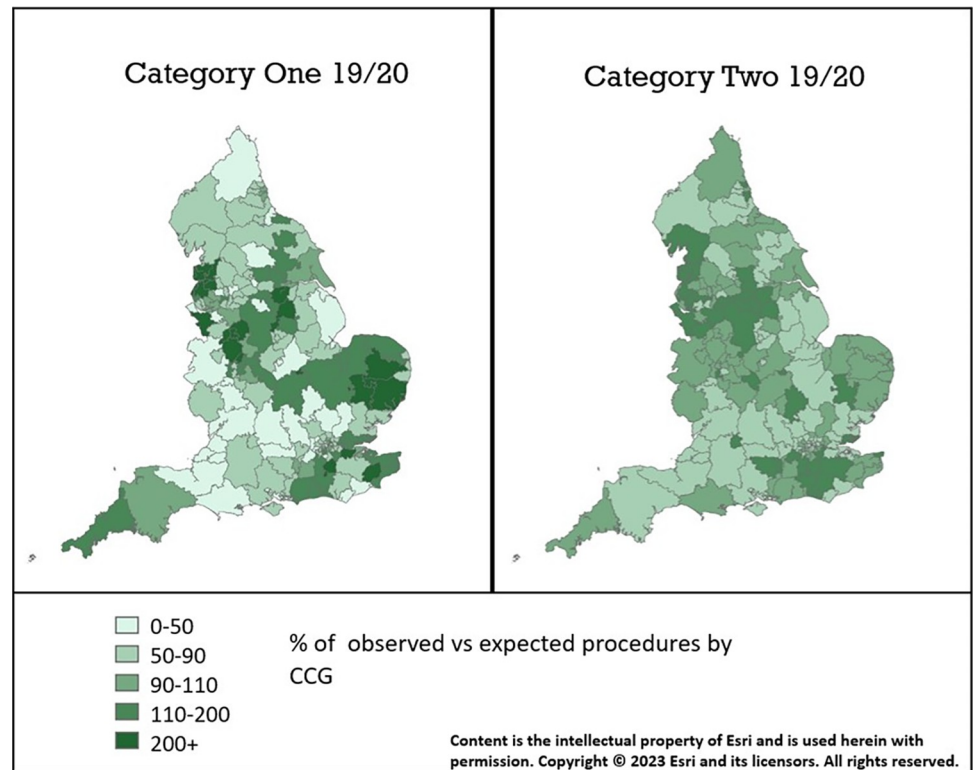 Category One 19/20
Category Two 19/20
0-50
50-90
90-110
110-200
200+
% of observed vs expected procedures by
CCG
Content is the intellectual property of Esri and is used herein with
permission. Copyright © 2023 Esri and its licensors. All rights reserved.